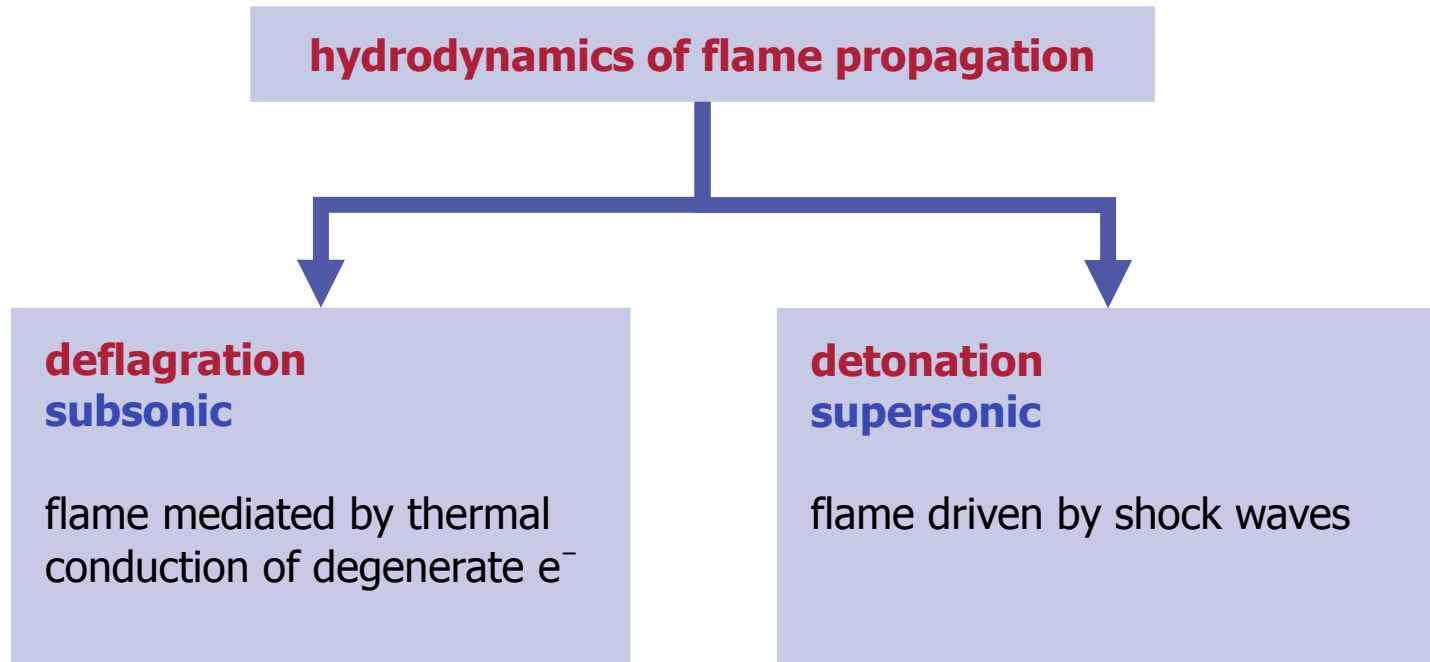 hydrodynamics of flame propagation
deflagration
subsonic
flame mediated by thermal
conduction of degenerate e⁻
detonation
supersonic
flame driven by shock waves